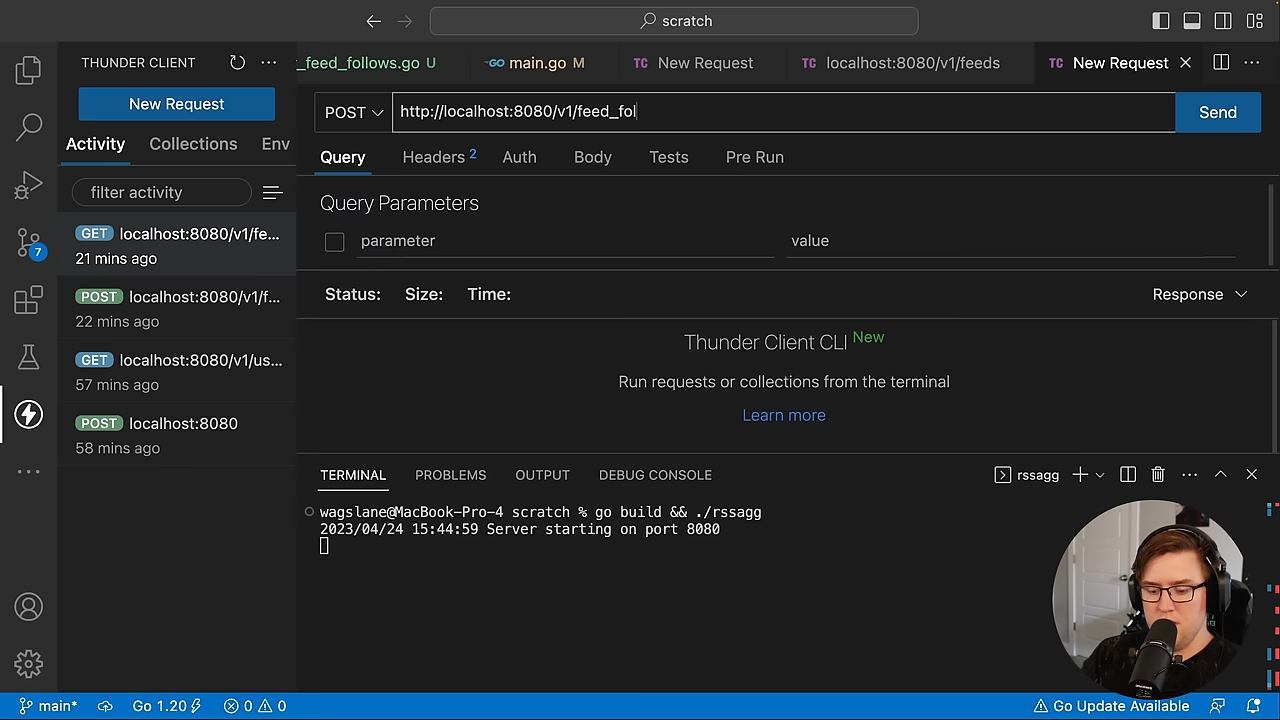 scratch
THUNDER CLIENT
_feed_follows.go U
main.go M
TC New Request
TC localhost:8080/v1/feeds
TC New Request
New Request
POST
http://localhost:8080/v1/feed_fol
Send
Activity
Collections
Env
Query
Headers 2
Auth
Body
Tests
Pre Run
filter activity
Query Parameters
parameter
value
GET localhost:8080/v1/fe...
21 mins ago
POST localhost:8080/v1/f...
22 mins ago
GET localhost:8080/v1/us...
57 mins ago
POST localhost:8080
58 mins ago
Status:
Size:
Time:
Response
Thunder Client CLI New
Run requests or collections from the terminal
Learn more
TERMINAL
PROBLEMS
OUTPUT
DEBUG CONSOLE
rssagg
wagslane@MacBook-Pro-4 scratch % go build && ./rssagg
2023/04/24 15:44:59 Server starting on port 8080
7
main*
Go 1.20
0
0
Go Update Available